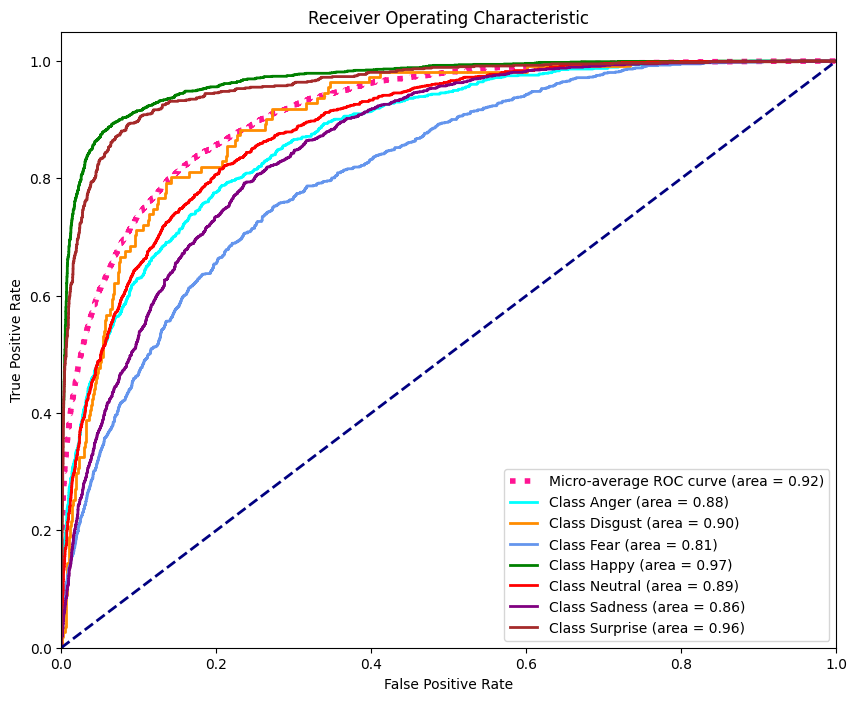 Receiver Operating Characteristic
1.0
0.8
0.6
0.4
0.2
0.0
True Positive Rate
Micro-average ROC curve (area = 0.92)
Class Anger (area = 0.88)
Class Disgust (area = 0.90)
Class Fear (area = 0.81)
Class Happy (area = 0.97)
Class Neutral (area = 0.89)
Class Sadness (area = 0.86)
Class Surprise (area = 0.96)
0.0 0.2 0.4 0.6 0.8 1.0
False Positive Rate